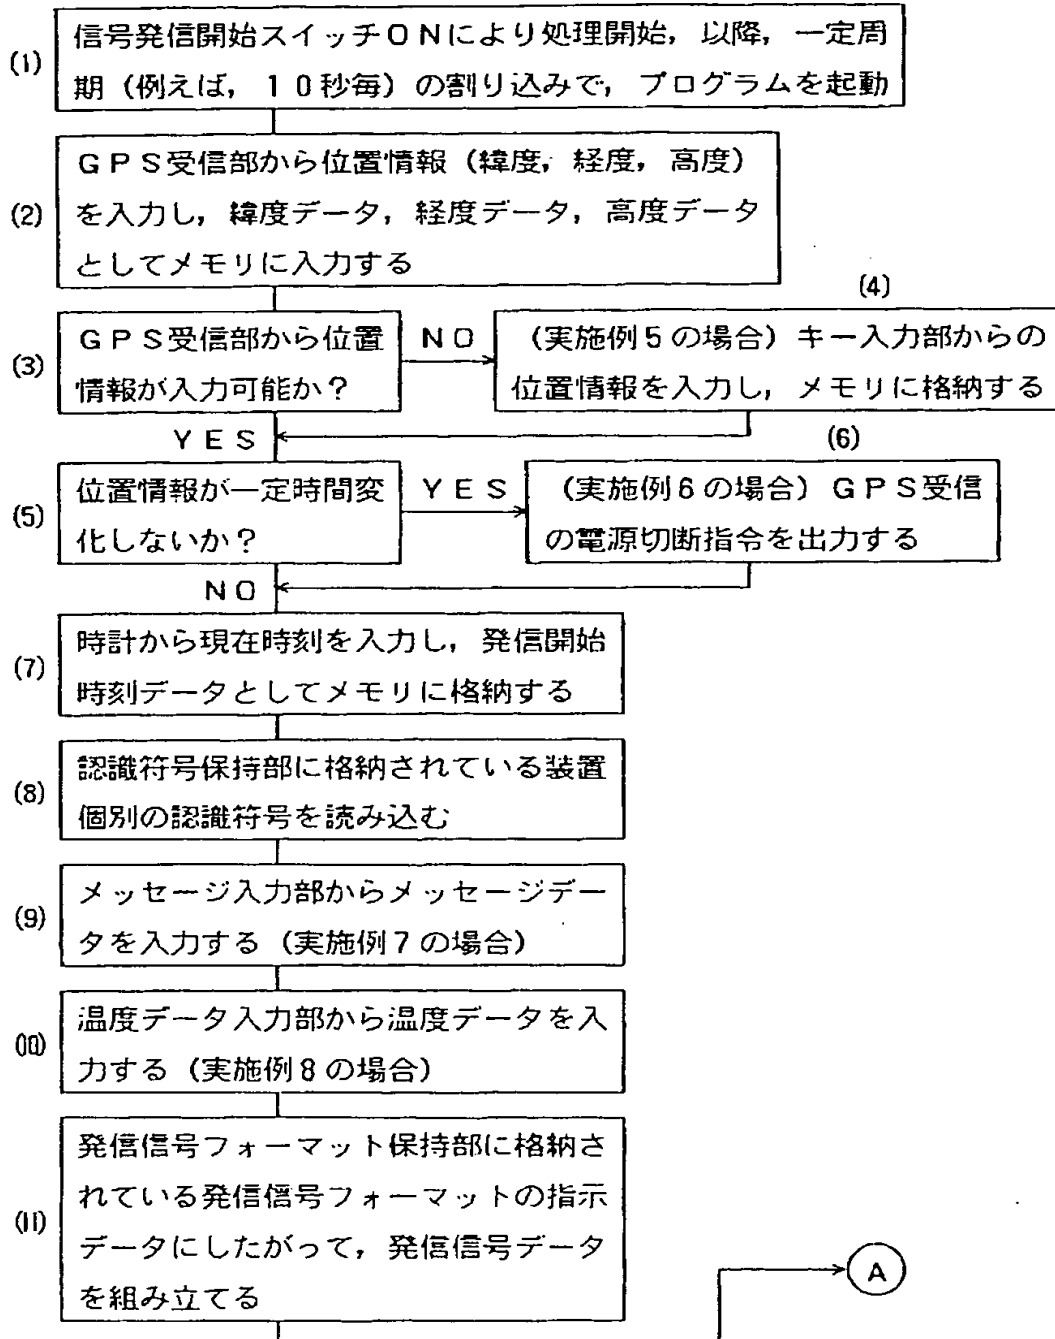 (1)
信号発信開始スイッチONにより処理開始，以降，一定周
期（例えば，10秒毎）の割り込みで，プログラムを起動
(2)
GPS受信部から位置情報（緯度，経度，高度）
を入力し，緯度データ，経度データ，高度データ
としてメモリに入力する
(3)
GPS受信部から位置
情報が入力可能か？
NO
(4)
（実施例5の場合）キー入力部からの
位置情報を入力し，メモリに格納する
YES
(5)
位置情報が一定時間変
化しないか？
YES
(6)
（実施例6の場合）GPS受信
の電源切断指令を出力する
NO
(7)
時計から現在時刻を入力し，発信開始
時刻データとしてメモリに格納する
(8)
認識符号保持部に格納されている装置
個別の認識符号を読み込む
(9)
メッセージ入力部からメッセージデー
タを入力する（実施例7の場合）
(10)
温度データ入力部から温度データを入
力する（実施例8の場合）
(11)
発信信号フォーマット保持部に格納さ
れている発信信号フォーマットの指示
データにしたがって，発信信号データ
を組み立てる
A